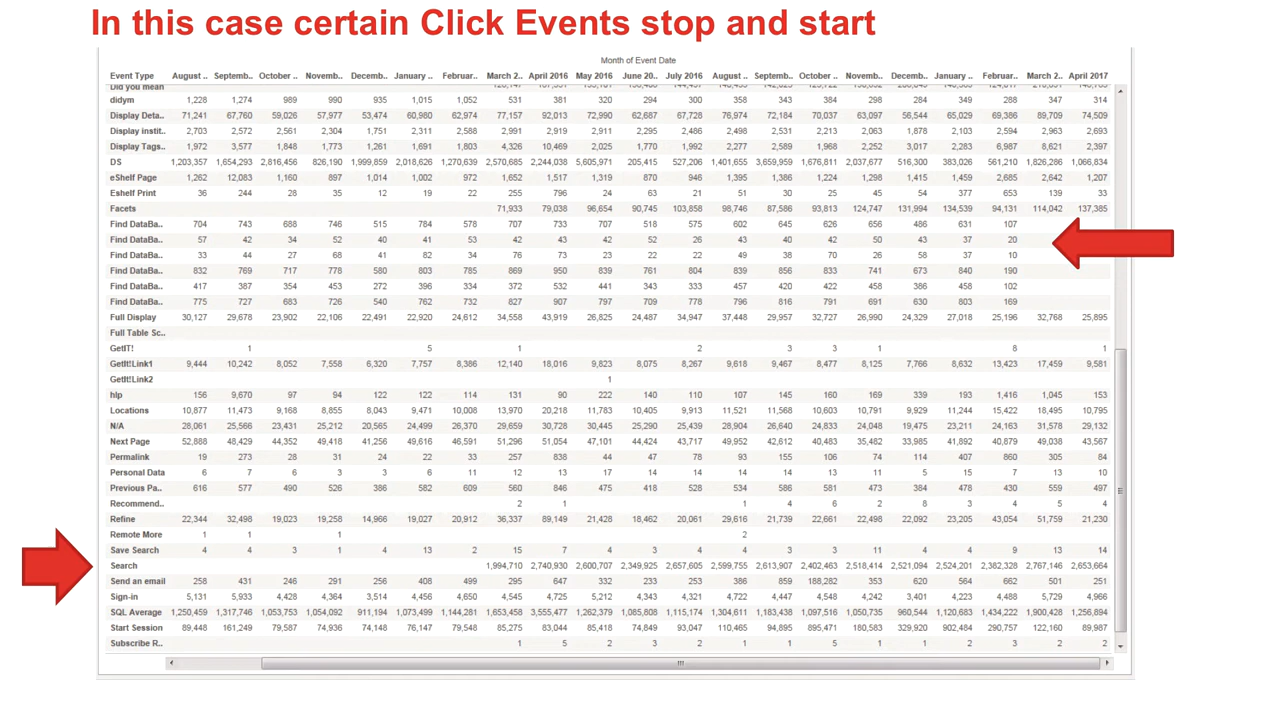 In this case certain Click Events stop and start
Month of Event Date
Event Type August .. Septemb.. October .. Novemb.. Decemb.. January .. Februar.. March 2.. April 2016 May 2016 June 20.. July 2016 August .. Septemb.. October .. Novemb.. Decemb.. January .. Februar.. March 2.. April 2017
Did you mean
didym 1,228 1,274 989 990 935 1,015 1,052 531 381 320 294 300 358 343 384 298 284 349 288 347 314
Display Deta.. 71,241 67,760 59,026 57,977 53,474 60,980 62,974 77,157 92,013 72,990 62,687 67,728 76,974 72,184 70,037 63,097 56,544 65,029 69,386 89,709 74,509
Display instit.. 2,703 2,572 2,561 2,304 1,751 2,311 2,588 2,991 2,919 2,911 2,295 2,486 2,498 2,531 2,213 2,063 1,878 2,103 2,594 2,963 2,693
Display Tags.. 1,972 3,577 1,848 1,773 1,261 1,691 1,803 4,326 10,469 2,025 1,770 1,992 2,277 2,589 1,968 2,252 3,017 2,283 6,987 8,621 2,397
DS 1,203,357 1,654,293 2,816,456 826,190 1,999,859 2,018,626 1,270,639 2,570,685 2,244,038 5,605,971 205,415 527,206 1,401,655 3,659,959 1,676,811 2,037,677 516,300 383,026 561,210 1,826,286 1,066,834
eShelf Page 1,262 12,083 1,160 897 1,014 1,002 972 1,652 1,517 1,319 870 946 1,395 1,386 1,224 1,298 1,415 1,459 2,685 2,642 1,207
Eshelf Print 36 244 28 35 12 19 22 255 796 24 63 21 51 30 25 45 54 377 653 139 33
Facets 71,933 79,038 96,654 90,745 103,858 98,746 87,586 93,813 124,747 131,994 134,539 94,131 114,042 137,385
Find DataBa.. 704 743 688 746 515 784 578 707 733 707 518 575 602 645 626 656 486 631 107
Find DataBa.. 57 42 34 52 40 41 53 42 43 42 52 26 43 40 42 50 43 37 20
Find DataBa.. 33 44 27 68 41 82 34 76 73 23 22 22 49 38 70 26 58 37 10
Find DataBa.. 832 769 717 778 580 803 785 869 950 839 761 804 839 856 833 741 673 840 190
Find DataBa.. 417 387 354 453 272 396 334 372 532 441 343 333 457 420 422 458 386 458 102
Find DataBa.. 775 727 683 726 540 762 732 827 907 797 709 778 796 816 791 691 630 803 169
Full Display 30,127 29,678 23,902 22,106 22,491 22,920 24,612 34,558 43,919 26,825 24,487 34,947 37,448 29,957 32,727 26,990 24,329 27,018 25,196 32,768 25,895
Full Table Sc..
GetIT! 1 5 1 2 3 3 1 8 1
GetIt!Link1 9,444 10,242 8,052 7,558 6,320 7,757 8,386 12,140 18,016 9,823 8,075 8,267 9,618 9,467 8,477 8,125 7,766 8,632 13,423 17,459 9,581
GetIt!Link2 1
hlp 156 9,670 97 94 122 122 114 131 90 222 140 110 107 145 160 169 339 193 1,416 1,045 153
Locations 10,877 11,473 9,168 8,855 8,043 9,471 10,008 13,970 20,218 11,783 10,405 9,913 11,521 11,568 10,603 10,791 9,929 11,244 15,422 18,495 10,795
N/A 28,061 25,566 23,431 25,212 20,565 24,499 26,370 29,659 30,728 30,445 25,290 25,439 28,904 26,640 24,833 24,048 19,475 23,211 24,163 31,578 29,132
Next Page 52,888 48,429 44,352 49,418 41,256 49,616 46,591 51,296 51,054 47,101 44,424 43,717 49,952 42,612 40,483 35,482 33,985 41,892 40,879 49,038 43,567
Permalink 19 273 28 31 24 22 33 257 838 44 47 78 93 155 106 74 114 407 860 305 84
Personal Data 6 7 6 3 3 6 11 12 13 17 14 14 14 14 13 11 5 15 7 13 10
Previous Pa.. 616 577 490 526 386 582 609 560 846 475 418 528 534 586 581 473 384 478 430 559 497
Recommend.. 2 1 1 4 6 2 8 3 4 5 4
Refine 22,344 32,498 19,023 19,258 14,966 19,027 20,912 36,337 89,149 21,428 18,462 20,061 29,616 21,739 22,661 22,498 22,092 23,205 43,054 51,759 21,230
Remote More 1 1 1 2
Save Search 4 4 3 1 4 13 2 15 7 4 3 4 4 3 3 11 4 4 9 13 14
Search 1,994,710 2,740,930 2,600,707 2,349,925 2,657,605 2,599,755 2,613,907 2,402,463 2,518,414 2,521,094 2,524,201 2,382,328 2,767,146 2,653,664
Send an email 258 431 246 291 256 408 499 295 647 332 233 253 386 859 188,282 353 620 564 662 501 251
Sign-in 5,131 5,933 4,428 4,364 3,514 4,456 4,650 4,545 4,725 5,212 4,343 4,321 4,722 4,447 4,548 4,242 3,401 4,223 4,488 5,729 4,966
SQL Average 1,250,459 1,317,746 1,053,753 1,054,092 911,194 1,073,499 1,144,281 1,653,458 3,555,477 1,262,379 1,085,808 1,115,174 1,304,611 1,183,438 1,097,516 1,050,735 960,544 1,120,683 1,434,222 1,900,428 1,256,894
Start Session 89,448 161,249 79,587 74,936 74,148 76,147 79,548 85,275 83,044 85,418 74,849 93,047 110,465 94,895 895,471 180,583 329,920 902,484 290,757 122,160 89,987
Subscribe R.. 1 5 2 3 2 1 1 5 1 1 2 3 2 2